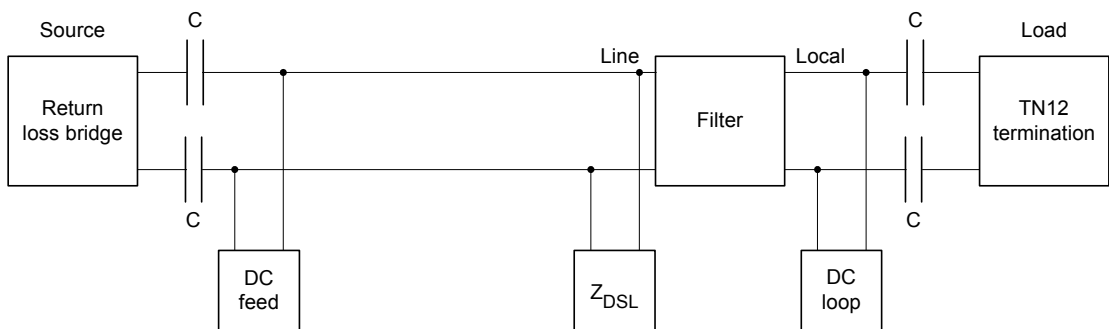 C
C
Source
Load
Line
Local
Return
loss bridge
Filter
TN12
termination
C
C
DC
feed
Z_DSL
DC
loop